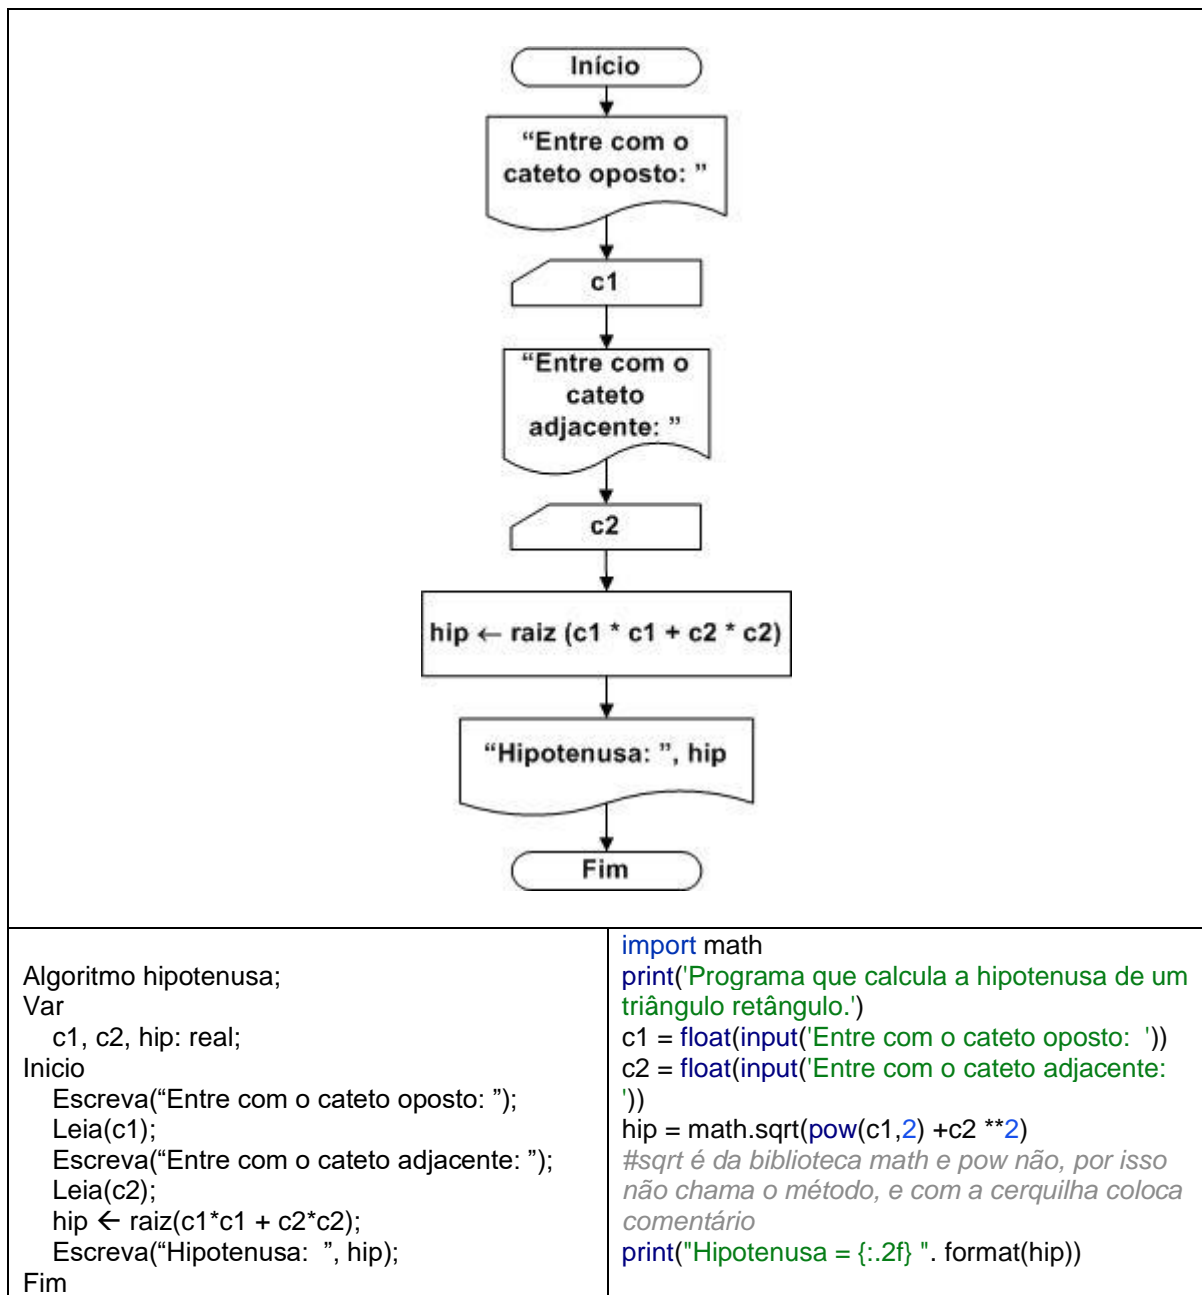 Início
“Entre com o
cateto oposto: ”
c1
“Entre com o
cateto
adjacente: ”
c2
hip ← raiz (c1 * c1 + c2 * c2)
“Hipotenusa: ”, hip
Fim
Algoritmo hipotenusa;
Var
c1, c2, hip: real;
Inicio
Escreva(“Entre com o cateto oposto: ”);
Leia(c1);
Escreva(“Entre com o cateto adjacente: ”);
Leia(c2);
hip ← raiz(c1*c1 + c2*c2);
Escreva(“Hipotenusa:  ”, hip);
Fim
import math
print('Programa que calcula a hipotenusa de um
triângulo retângulo.')
c1 = float(input('Entre com o cateto oposto:  '))
c2 = float(input('Entre com o cateto adjacente:
'))
hip = math.sqrt(pow(c1,2) +c2 **2)
#sqrt é da biblioteca math e pow não, por isso
não chama o método, e com a cerquilha coloca
comentário
print("Hipotenusa = {:.2f} ". format(hip))